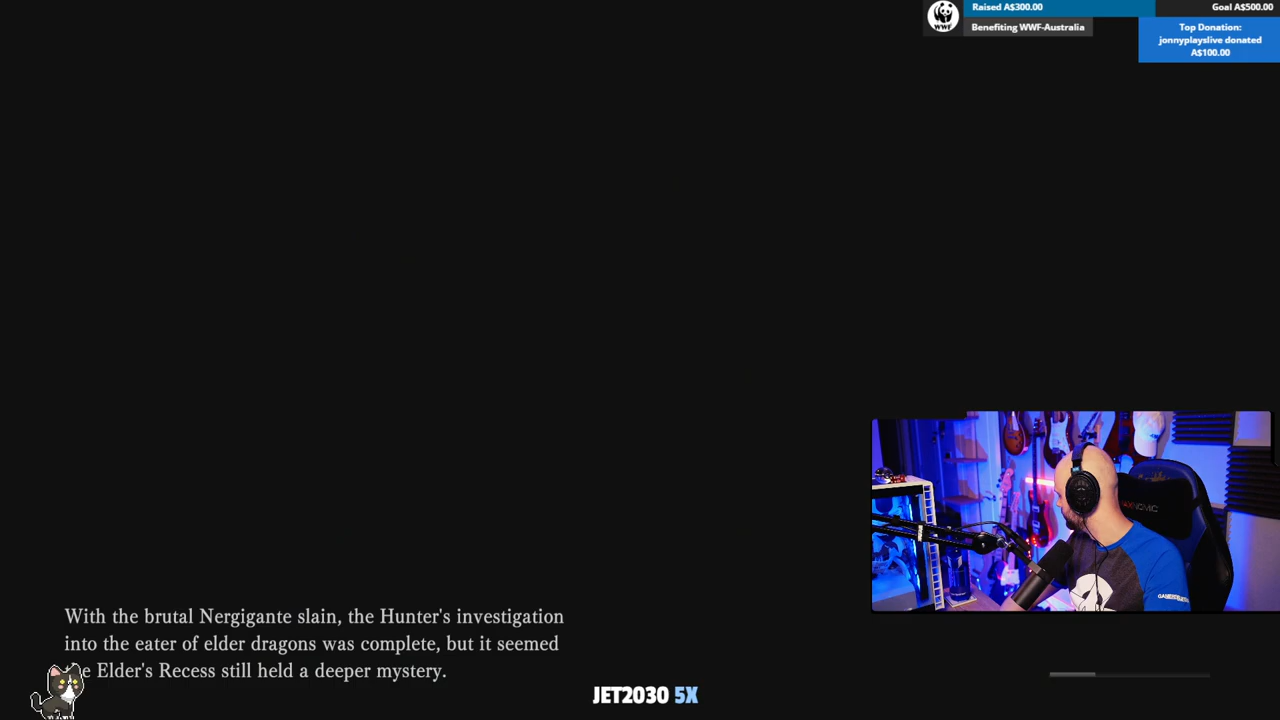 Raised A$300.00
Goal A$500.00
WWF
Benefiting WWF-Australia
Top Donation:
jonnyplayslive donated
A$100.00
With the brutal Nergigante slain, the Hunter's investigation
into the eater of elder dragons was complete, but it seemed
Elder's Recess still held a deeper mystery.
JET2030 5X